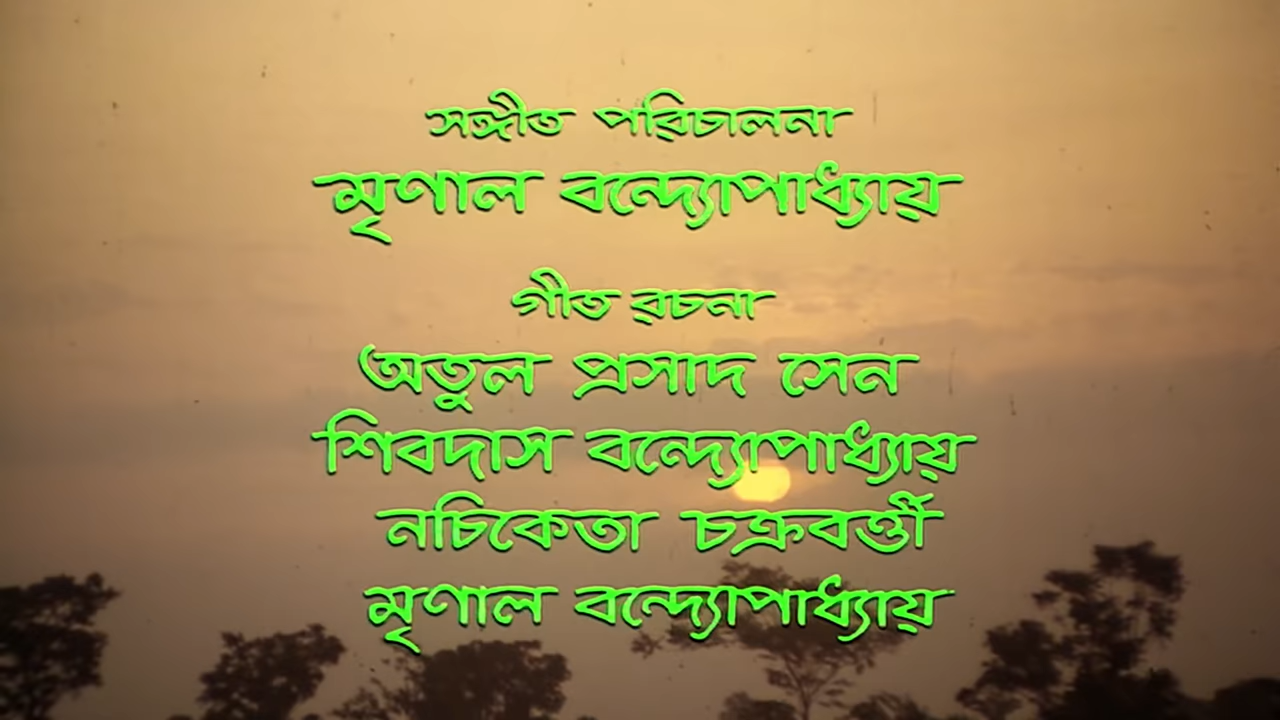 সঙ্গীত পরিচালনা
মৃণাল বন্দ্যোপাধ্যায়
গীত রচনা
অতুল প্রসাদ সেন
শিবদাস বন্দ্যোপাধ্যায়
নচিকেতা চক্রবর্ত্তী
মৃণাল বন্দ্যোপাধ্যায়